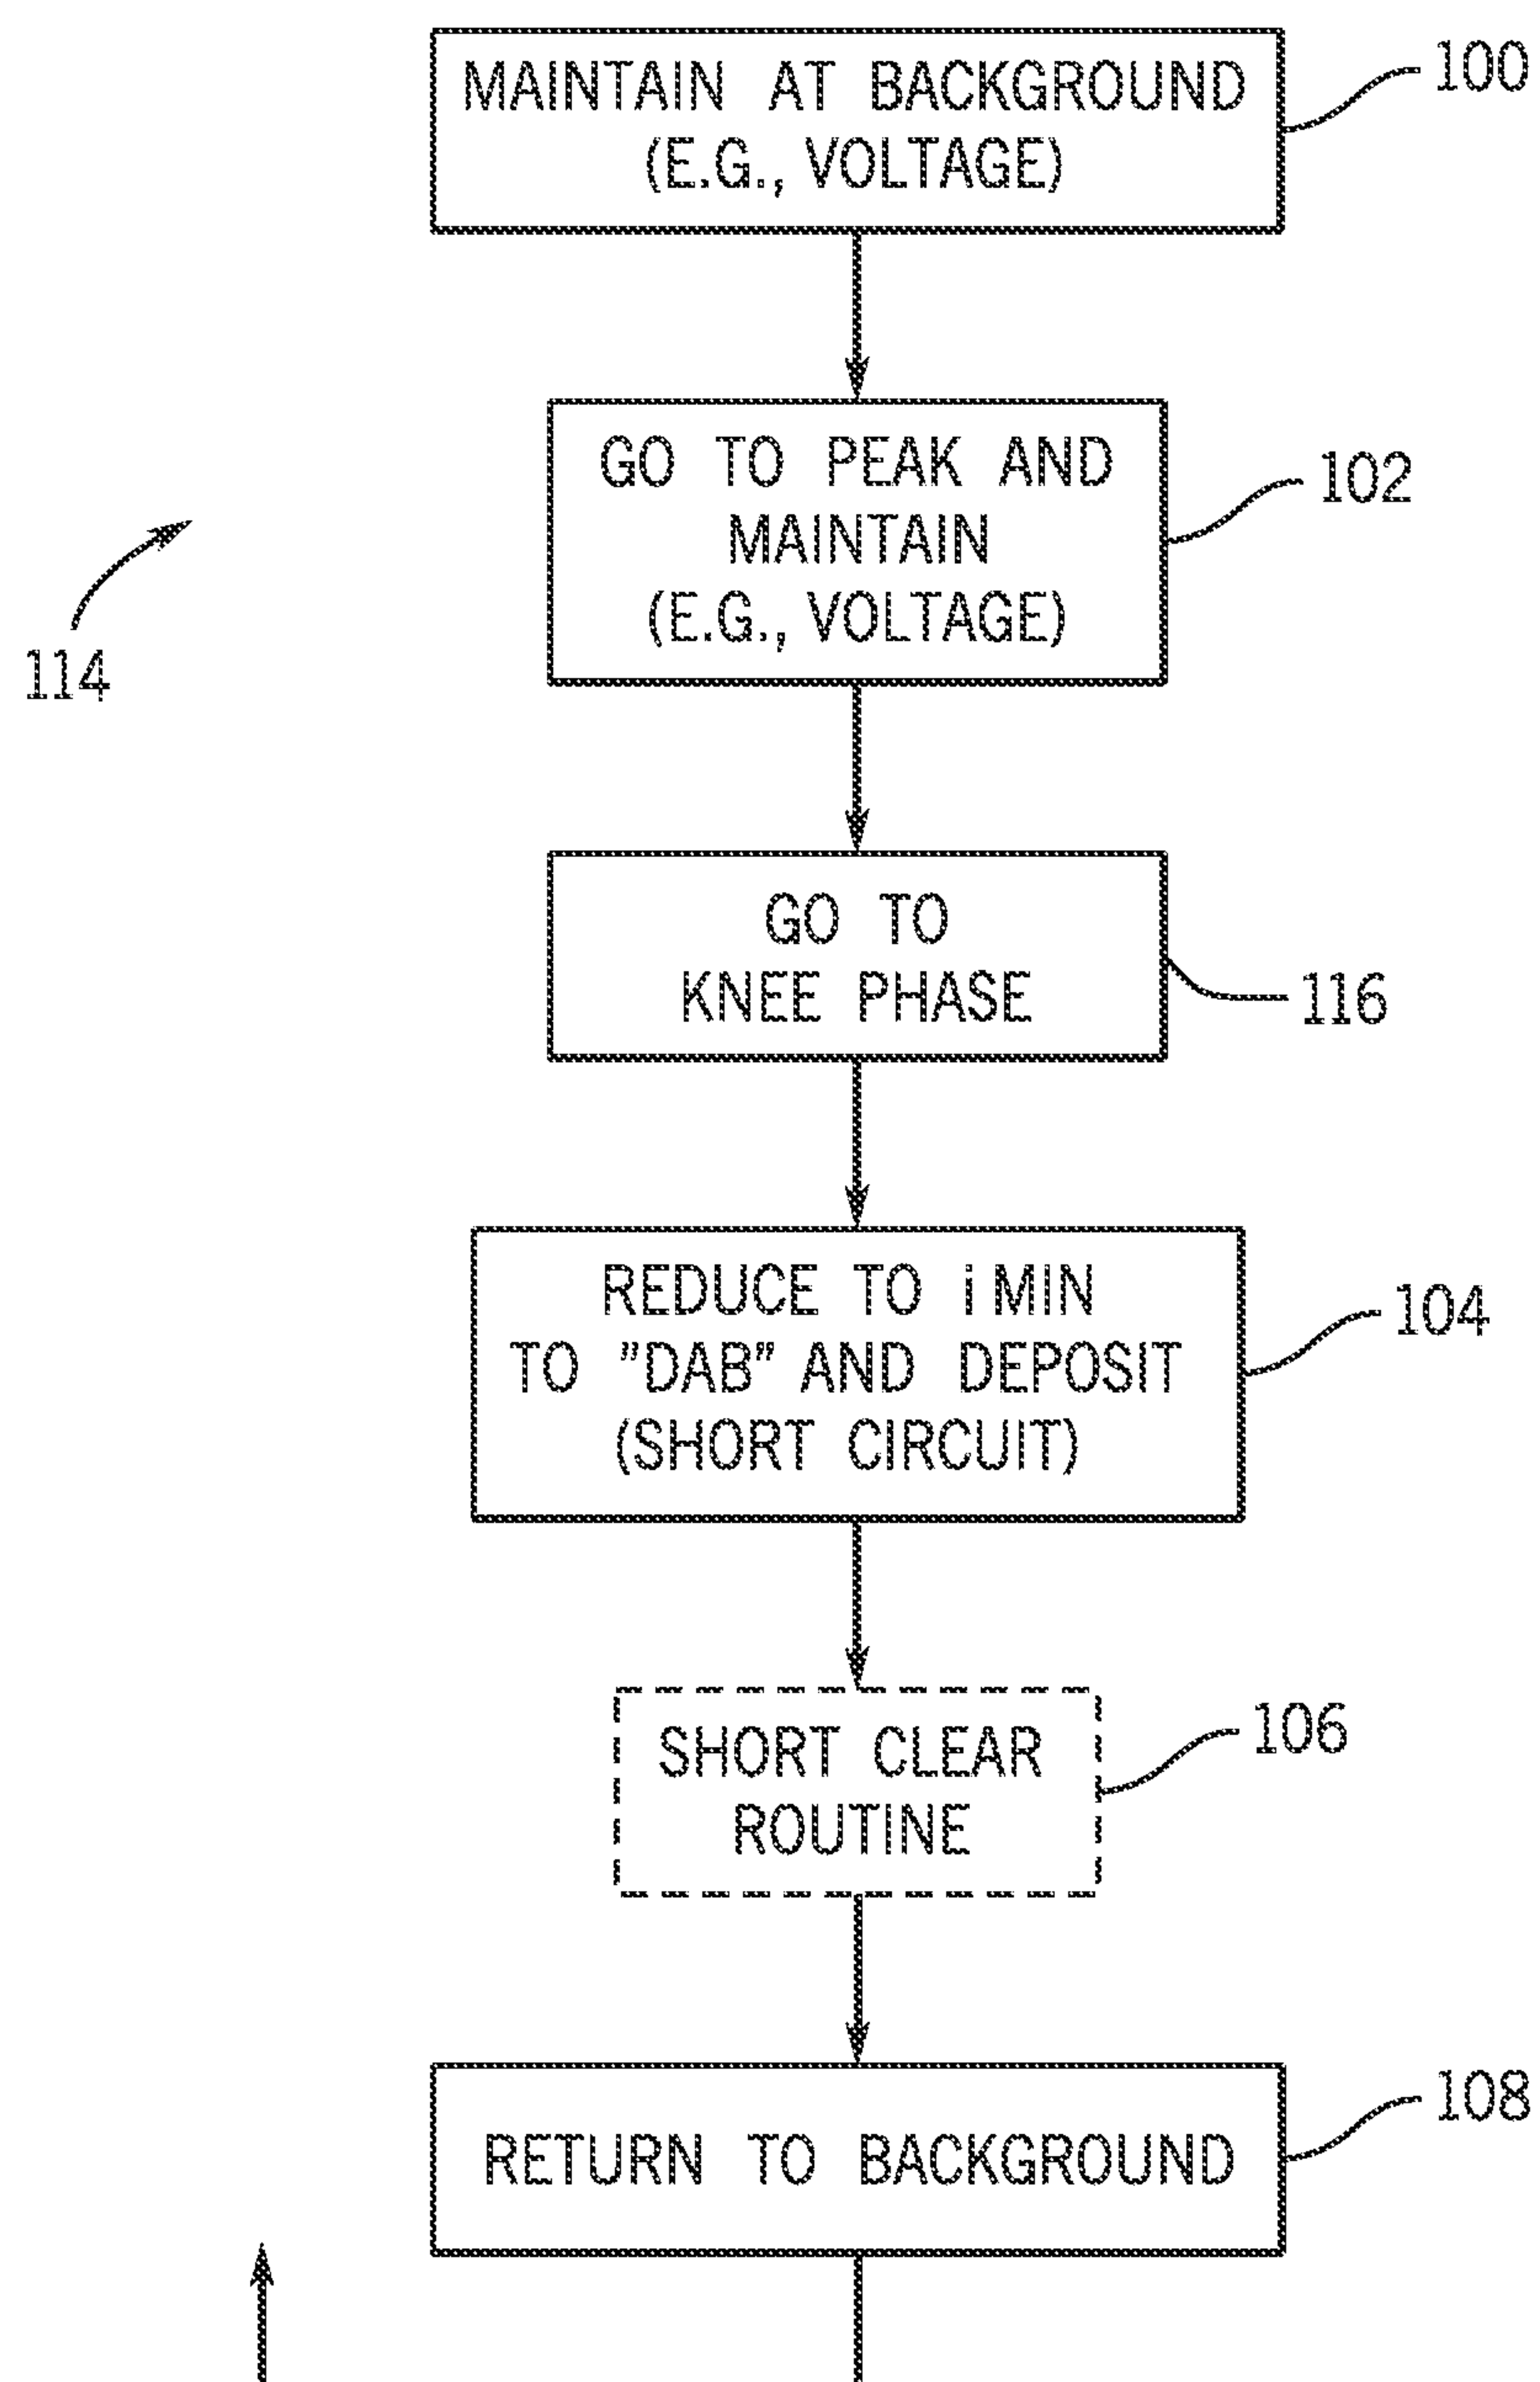 MAINTAIN AT BACKGROUND
(E.G., VOLTAGE)
100
GO TO PEAK AND
MAINTAIN
(E.G., VOLTAGE)
102
114
GO TO
KNEE PHASE
116
REDUCE TO i MIN
TO ”DAB” AND DEPOSIT
(SHORT CIRCUIT)
104
SHORT CLEAR
ROUTINE
106
RETURN TO BACKGROUND
108